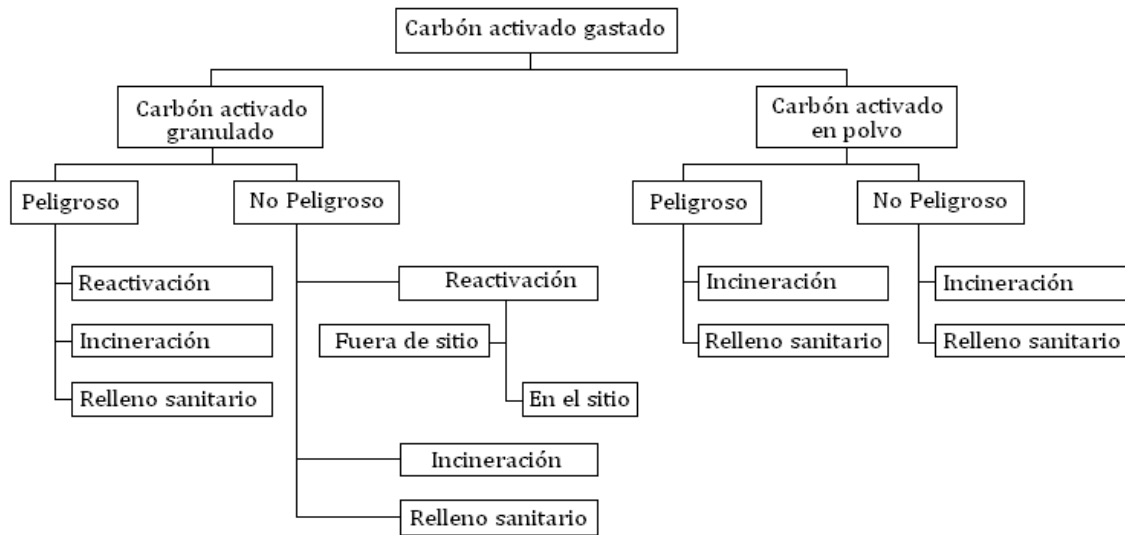 Carbón activado gastado
Carbón activado
granulado
Carbón activado
en polvo
Peligroso
No Peligroso
Peligroso
No Peligroso
Reactivación
Incineración
Relleno sanitario
Reactivación
Fuera de sitio
En el sitio
Incineración
Relleno sanitario
Incineración
Relleno sanitario
Incineración
Relleno sanitario